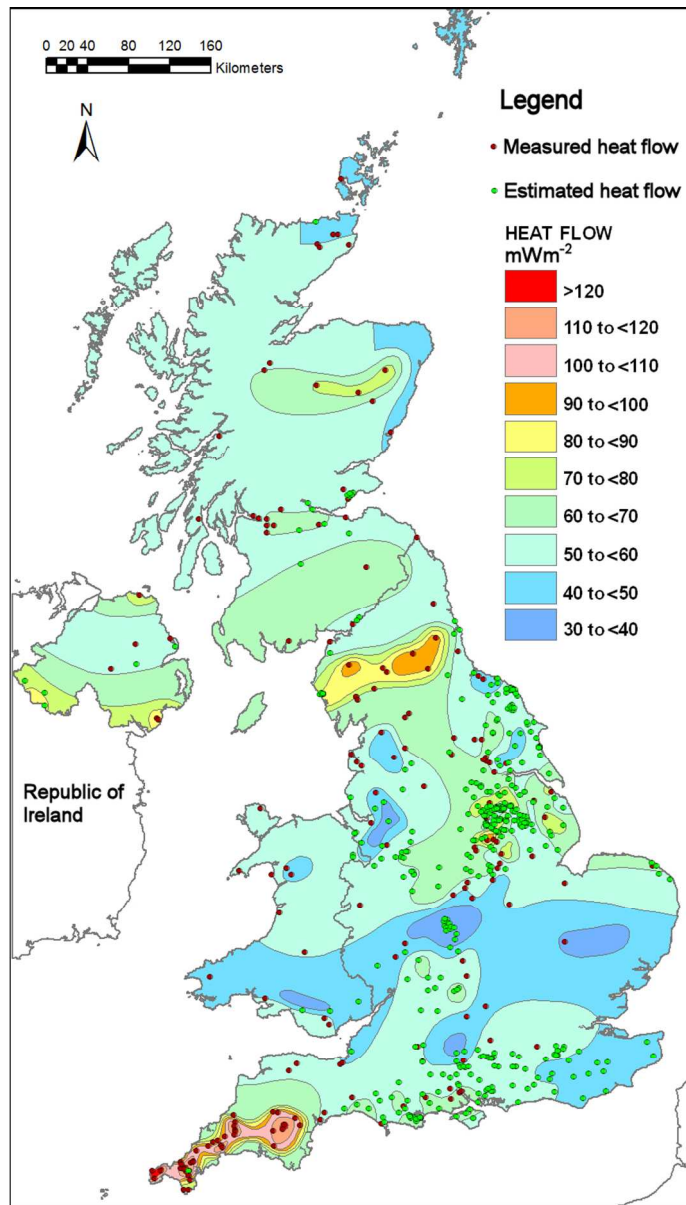 0 20 40 80 120 160
Kilometers
N
Legend
Measured heat flow
Estimated heat flow
HEAT FLOW
mWm-2
>120
110 to <120
100 to <110
90 to <100
80 to <90
70 to <80
60 to <70
50 to <60
40 to <50
30 to <40
Republic of
Ireland